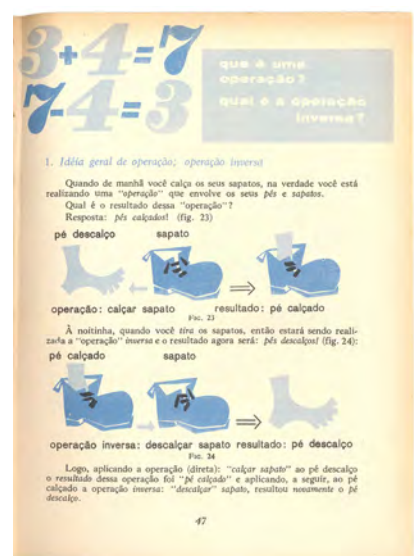 3+4=7
7-4=3
que é uma
operação?
qual é a operação
inversa?
1. Idéia geral de operação; operação inversa
Quando de manhã você calça os seus sapatos, na verdade você está
realizando uma "operação" que envolve os seus pés e sapatos.
Qual é o resultado dessa "operação"?
Resposta: pés calçados! (fig. 23)
pé descalço sapato
operação: calçar sapato resultado: pé calçado
FIG. 23
À noitinha, quando você tira os sapatos, então estará sendo reali-
zada a "operação" inversa e o resultado agora será: pés descalços! (fig. 24):
pé calçado sapato
operação inversa: descalçar sapato resultado: pé descalço
FIG. 24
Logo, aplicando a operação (direta): "calçar sapato" ao pé descalço
o resultado dessa operação foi "pé calçado" e aplicando, a seguir, ao pé
calçado a operação inversa: "descalçar" sapato, resultou novamente o pé
descalço.
47